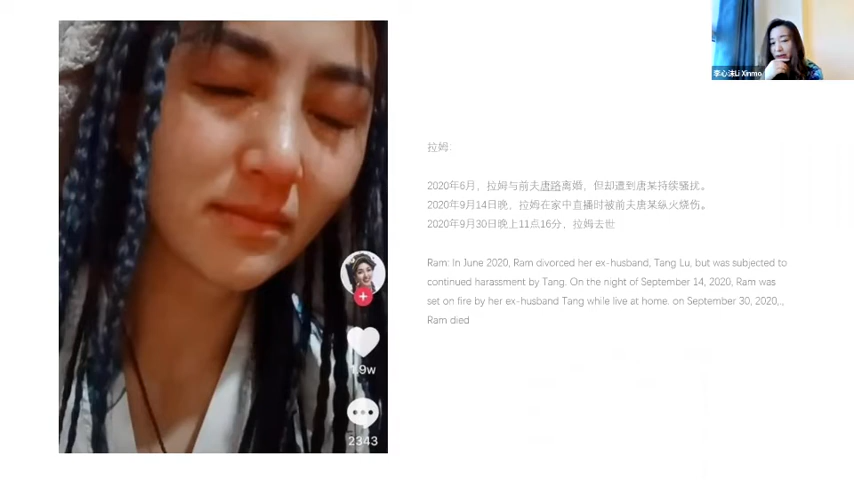 李心沫Li Xinmo
拉姆:
2020年6月，拉姆与前夫唐路离婚，但却遭到唐某持续骚扰。
2020年9月14日晚，拉姆在家中直播时被前夫唐某纵火烧伤。
2020年9月30日晚上11点16分，拉姆去世
Ram: In June 2020, Ram divorced her ex-husband, Tang Lu, but was subjected to
continued harassment by Tang. On the night of September 14, 2020, Ram was
set on fire by her ex-husband Tang while live at home. on September 30, 2020,.,
Ram died
1.9w
2343